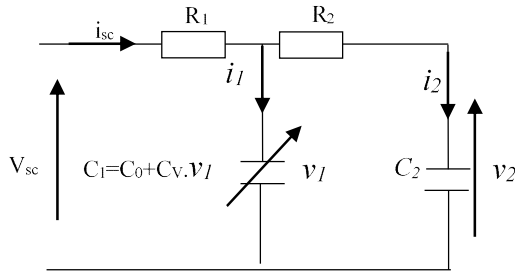 R₁ R₂
iₛc
i₁ i₂
Vₛc C₁=C₀+Cᵥ.v₁ v₁ C₂ v₂